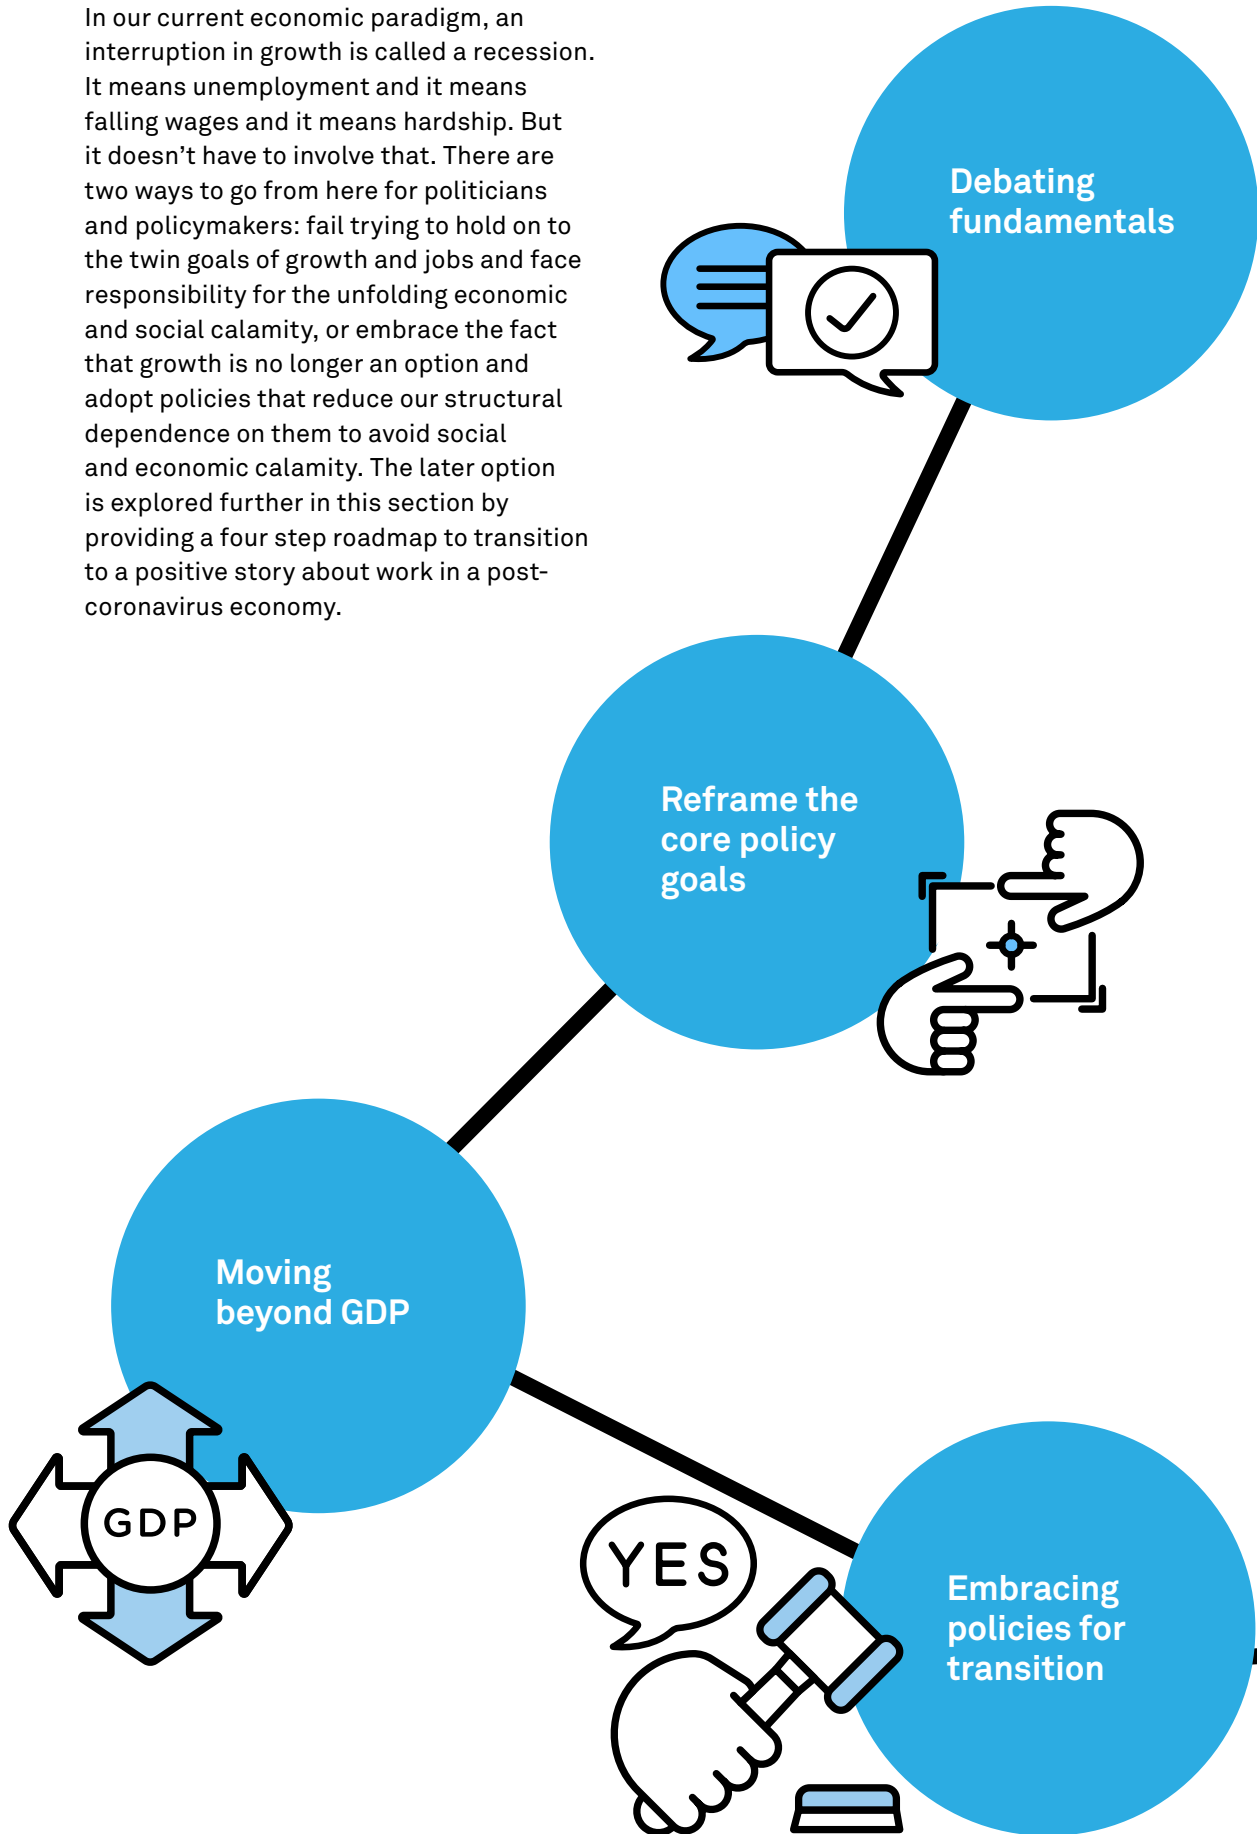 In our current economic paradigm, an
interruption in growth is called a recession.
It means unemployment and it means
falling wages and it means hardship. But
it doesn't have to involve that. There are
two ways to go from here for politicians
and policymakers: fail trying to hold on to
the twin goals of growth and jobs and face
responsibility for the unfolding economic
and social calamity, or embrace the fact
that growth is no longer an option and
adopt policies that reduce our structural
dependence on them to avoid social
and economic calamity. The later option
is explored further in this section by
providing a four step roadmap to transition
to a positive story about work in a post-
coronavirus economy.
Debating
fundamentals
Reframe the
core policy
goals
Moving
beyond GDP
GDP
YES
Embracing
policies for
transition